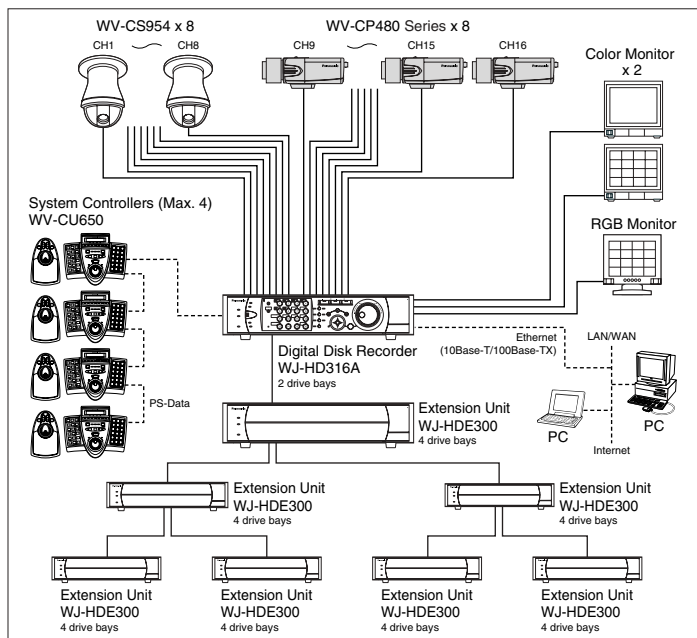 WV-CS954 x 8
CH1
CH8
WV-CP480 Series x 8
CH9
CH15
CH16
Color Monitor
x 2
System Controllers (Max. 4)
WV-CU650
RGB Monitor
Digital Disk Recorder
WJ-HD316A
2 drive bays
Ethernet
(10Base-T/100Base-TX)
LAN/WAN
PS-Data
PC
PC
Internet
Extension Unit
WJ-HDE300
4 drive bays
Extension Unit
WJ-HDE300
4 drive bays
Extension Unit
WJ-HDE300
4 drive bays
Extension Unit
WJ-HDE300
4 drive bays
Extension Unit
WJ-HDE300
4 drive bays
Extension Unit
WJ-HDE300
4 drive bays
Extension Unit
WJ-HDE300
4 drive bays